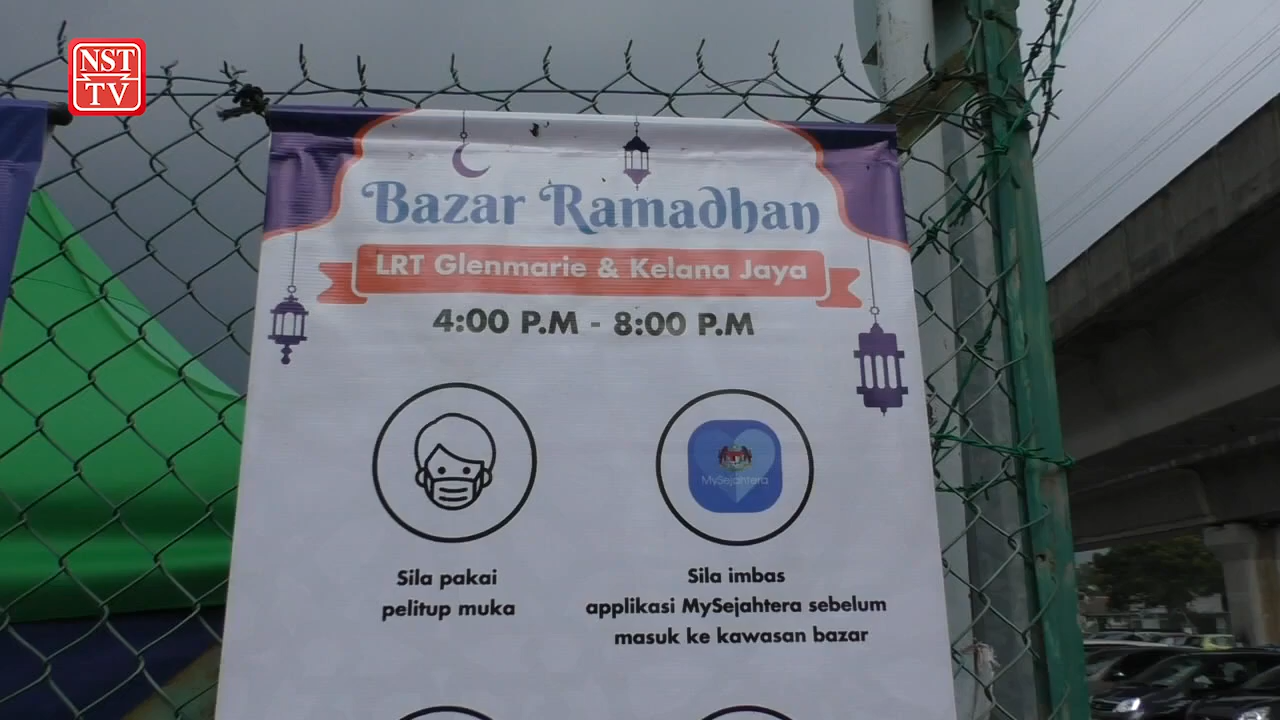 NST
TV
Bazar Ramadhan
LRT Glenmarie & Kelana Jaya
4:00 P.M - 8:00 P.M
MySejahtera
Sila pakai
pelitup muka
Sila imbas
applikasi MySejahtera sebelum
masuk ke kawasan bazar